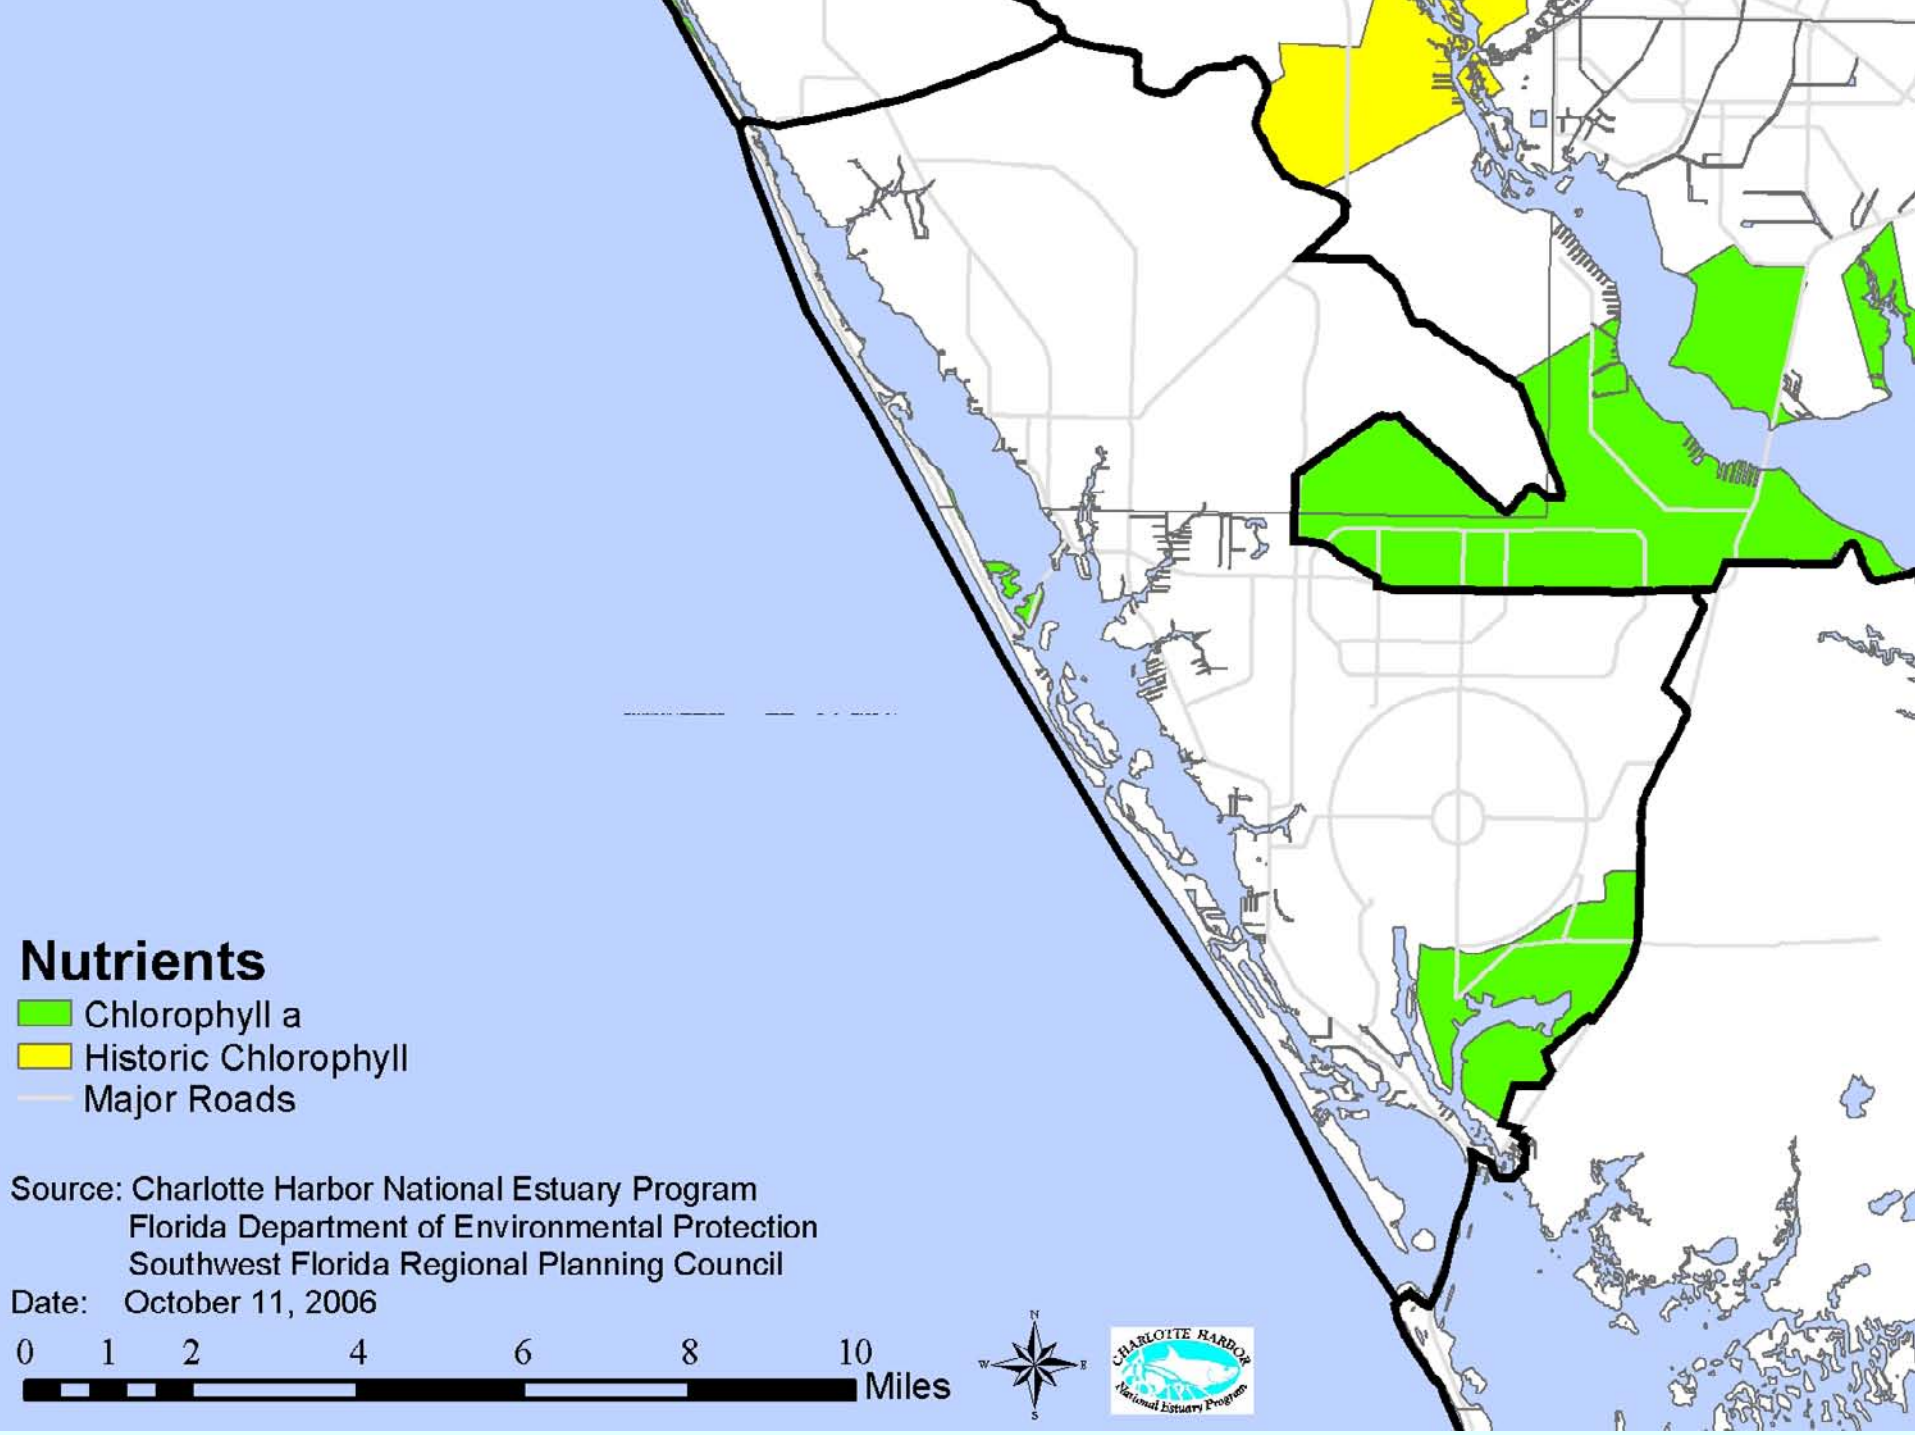 Nutrients
Chlorophyll a
Historic Chlorophyll
Major Roads
Source: Charlotte Harbor National Estuary Program
Florida Department of Environmental Protection
Southwest Florida Regional Planning Council
Date: October 11, 2006
0 1 2 4 6 8 10
Miles
N
W E
S
CHARLOTTE HARBOR
National Estuary Program